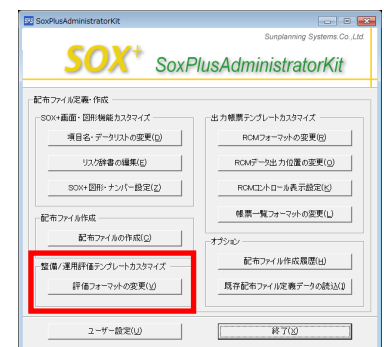 SoxPlusAdministratorKit
Sunplanning Systems.Co.,Ltd.
SOX+ SoxPlusAdministratorKit
配布ファイル定義・作成
SOX+画面・図形機能カスタマイズ
項目名・データリストの変更(D)
リスク辞書の編集(E)
SOX+図形・ナンバー設定(Z)
配布ファイル作成
配布ファイルの作成(C)
整備/運用評価テンプレートカスタマイズ
評価フォーマットの変更(V)
出力帳票テンプレートカスタマイズ
RCMフォーマットの変更(R)
RCMデータ出力位置の変更(O)
RCMコントロール表示設定(K)
帳票一覧フォーマットの変更(L)
オプション
配布ファイル作成履歴(H)
既存配布ファイル定義データの読込(I)
ユーザー設定(U)
終了(X)